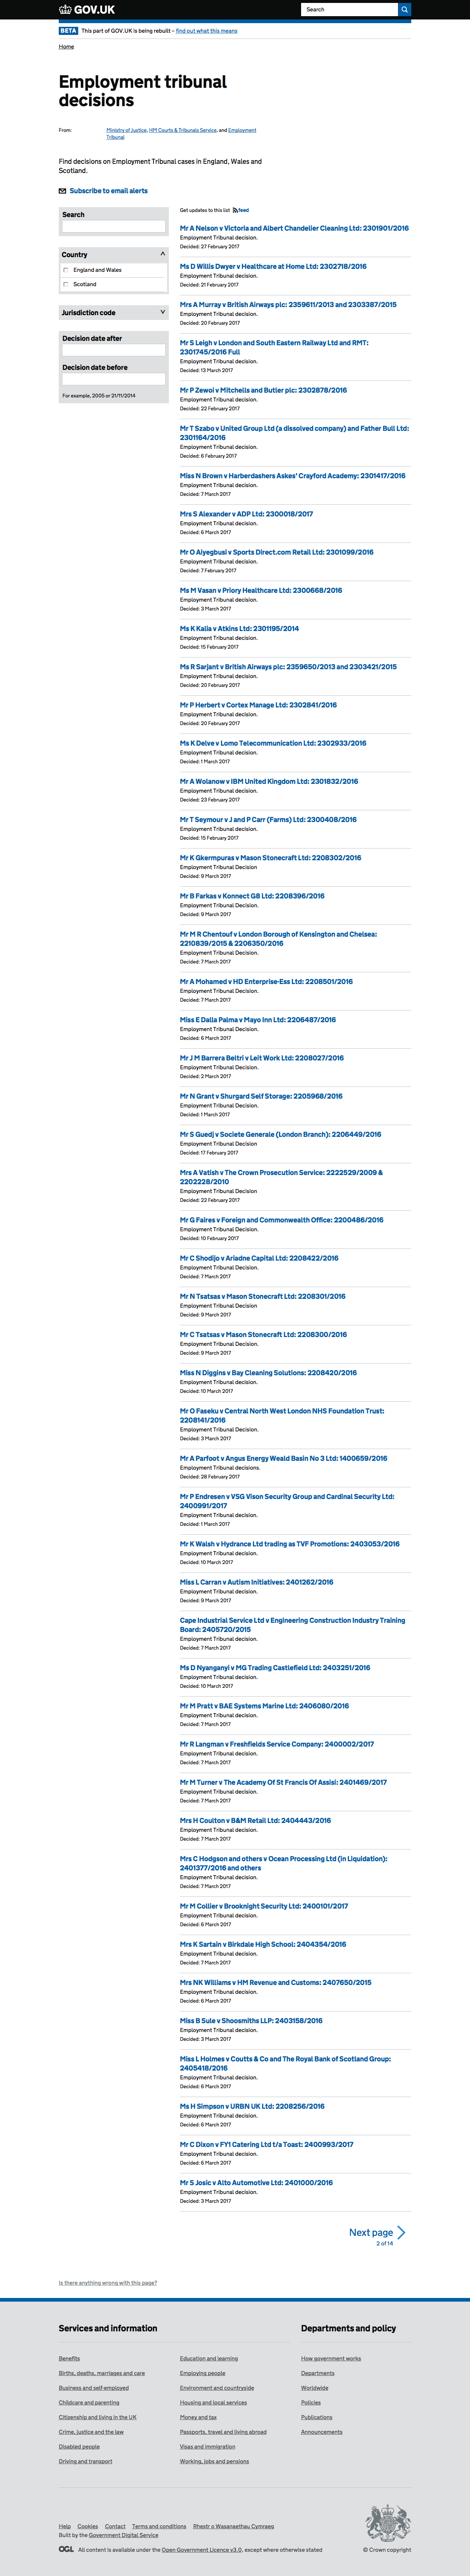 GOV.UK
Search
BETA This part of GOV.UK is being rebuilt – find out what this means
Home
Employment tribunal
decisions
From:
Ministry of Justice, HM Courts & Tribunals Service, and Employment
Tribunal
Find decisions on Employment Tribunal cases in England, Wales and
Scotland.
Subscribe to email alerts
Search
Country
England and Wales
Scotland
Jurisdiction code
Decision date after
Decision date before
For example, 2005 or 21/11/2014
Get updates to this list feed
Mr A Nelson v Victoria and Albert Chandelier Cleaning Ltd: 2301901/2016
Employment Tribunal decision.
Decided: 27 February 2017
Ms D Willis Dwyer v Healthcare at Home Ltd: 2302718/2016
Employment Tribunal decision.
Decided: 21 February 2017
Mrs A Murray v British Airways plc: 2359611/2013 and 2303387/2015
Employment Tribunal decision.
Decided: 20 February 2017
Mr S Leigh v London and South Eastern Railway Ltd and RMT:
2301745/2016 Full
Employment Tribunal decision.
Decided: 13 March 2017
Mr P Zewoi v Mitchells and Butler plc: 2302878/2016
Employment Tribunal decision.
Decided: 22 February 2017
Mr T Szabo v United Group Ltd (a dissolved company) and Father Bull Ltd:
2301164/2016
Employment Tribunal decision.
Decided: 6 February 2017
Miss N Brown v Harberdashers Askes' Crayford Academy: 2301417/2016
Employment Tribunal decision.
Decided: 7 March 2017
Mrs S Alexander v ADP Ltd: 2300018/2017
Employment Tribunal decision.
Decided: 6 March 2017
Mr O Aiyegbusi v Sports Direct.com Retail Ltd: 2301099/2016
Employment Tribunal decision.
Decided: 7 February 2017
Ms M Vasan v Priory Healthcare Ltd: 2300668/2016
Employment Tribunal decision.
Decided: 3 March 2017
Ms K Kalia v Atkins Ltd: 2301195/2014
Employment Tribunal decision.
Decided: 15 February 2017
Ms R Sarjant v British Airways plc: 2359650/2013 and 2303421/2015
Employment Tribunal decision.
Decided: 20 February 2017
Mr P Herbert v Cortex Manage Ltd: 2302841/2016
Employment Tribunal decision.
Decided: 20 February 2017
Ms K Delve v Lomo Telecommunication Ltd: 2302933/2016
Employment Tribunal decision.
Decided: 1 March 2017
Mr A Wolanow v IBM United Kingdom Ltd: 2301832/2016
Employment Tribunal decision.
Decided: 23 February 2017
Mr T Seymour v J and P Carr (Farms) Ltd: 2300408/2016
Employment Tribunal decision.
Decided: 15 February 2017
Mr K Gkermpuras v Mason Stonecraft Ltd: 2208302/2016
Employment Tribunal Decision
Decided: 9 March 2017
Mr B Farkas v Konnect GB Ltd: 2208396/2016
Employment Tribunal Decision.
Decided: 9 March 2017
Mr M R Chentouf v London Borough of Kensington and Chelsea:
2210839/2015 & 2206350/2016
Employment Tribunal Decision.
Decided: 7 March 2017
Mr A Mohamed v HD Enterprise-Ess Ltd: 2208501/2016
Employment Tribunal Decision.
Decided: 7 March 2017
Miss E Dalla Palma v Mayo Inn Ltd: 2206487/2016
Employment Tribunal Decision.
Decided: 6 March 2017
Mr J M Barrera Beltri v Leit Work Ltd: 2208027/2016
Employment Tribunal Decision.
Decided: 2 March 2017
Mr N Grant v Shurgard Self Storage: 2205968/2016
Employment Tribunal Decision.
Decided: 1 March 2017
Mr S Guedj v Societe Generale (London Branch): 2206449/2016
Employment Tribunal Decision
Decided: 17 February 2017
Mrs A Vatish v The Crown Prosecution Service: 2222529/2009 &
2202228/2010
Employment Tribunal Decision
Decided: 22 February 2017
Mr G Faires v Foreign and Commonwealth Office: 2200486/2016
Employment Tribunal Decision.
Decided: 10 February 2017
Mr C Shodijo v Ariadne Capital Ltd: 2208422/2016
Employment Tribunal Decision.
Decided: 7 March 2017
Mr N Tsatsas v Mason Stonecraft Ltd: 2208301/2016
Employment Tribunal Decision
Decided: 9 March 2017
Mr C Tsatsas v Mason Stonecraft Ltd: 2208300/2016
Employment Tribunal Decision.
Decided: 9 March 2017
Miss N Diggins v Bay Cleaning Solutions: 2208420/2016
Employment Tribunal Decision.
Decided: 10 March 2017
Mr O Faseku v Central North West London NHS Foundation Trust:
2208141/2016
Employment Tribunal Decision.
Decided: 3 March 2017
Mr A Parfoot v Angus Energy Weald Basin No 3 Ltd: 1400659/2016
Employment Tribunal decisions.
Decided: 28 February 2017
Mr P Endresen v VSG Vison Security Group and Cardinal Security Ltd:
2400991/2017
Employment Tribunal decision.
Decided: 1 March 2017
Mr K Walsh v Hydrance Ltd trading as TVF Promotions: 2403053/2016
Employment Tribunal decision.
Decided: 10 March 2017
Miss L Carran v Autism Initiatives: 2401262/2016
Employment Tribunal decision.
Decided: 9 March 2017
Cape Industrial Service Ltd v Engineering Construction Industry Training
Board: 2405720/2015
Employment Tribunal decision.
Decided: 7 March 2017
Ms D Nyanganyi v MG Trading Castlefield Ltd: 2403251/2016
Employment Tribunal decision.
Decided: 10 March 2017
Mr M Pratt v BAE Systems Marine Ltd: 2406080/2016
Employment Tribunal decision.
Decided: 7 March 2017
Mr R Langman v Freshfields Service Company: 2400002/2017
Employment Tribunal decision.
Decided: 7 March 2017
Mr M Turner v The Academy Of St Francis Of Assisi: 2401469/2017
Employment Tribunal decision.
Decided: 7 March 2017
Mrs H Coulton v B&M Retail Ltd: 2404443/2016
Employment Tribunal decision.
Decided: 7 March 2017
Mrs C Hodgson and others v Ocean Processing Ltd (in Liquidation):
2401377/2016 and others
Employment Tribunal decision.
Decided: 7 March 2017
Mr M Collier v Brooknight Security Ltd: 2400101/2017
Employment Tribunal decision.
Decided: 6 March 2017
Mrs K Sartain v Birkdale High School: 2404354/2016
Employment Tribunal decision.
Decided: 7 March 2017
Mrs NK Williams v HM Revenue and Customs: 2407650/2015
Employment Tribunal decision.
Decided: 6 March 2017
Miss B Sule v Shoosmiths LLP: 2403158/2016
Employment Tribunal decision.
Decided: 3 March 2017
Miss L Holmes v Coutts & Co and The Royal Bank of Scotland Group:
2405418/2016
Employment Tribunal decision.
Decided: 6 March 2017
Ms H Simpson v URBN UK Ltd: 2208256/2016
Employment Tribunal decision.
Decided: 6 March 2017
Mr C Dixon v FY1 Catering Ltd t/a Toast: 2400993/2017
Employment Tribunal decision.
Decided: 6 March 2017
Mr S Josic v Alto Automotive Ltd: 2401000/2016
Employment Tribunal decision.
Decided: 3 March 2017
Next page
2 of 14
Is there anything wrong with this page?
Services and information
Benefits
Births, deaths, marriages and care
Business and self-employed
Childcare and parenting
Citizenship and living in the UK
Crime, justice and the law
Disabled people
Driving and transport
Education and learning
Employing people
Environment and countryside
Housing and local services
Money and tax
Passports, travel and living abroad
Visas and immigration
Working, jobs and pensions
Departments and policy
How government works
Departments
Worldwide
Policies
Publications
Announcements
Help Cookies Contact Terms and conditions Rhestr o Wasanaethau Cymraeg
Built by the Government Digital Service
OGL All content is available under the Open Government Licence v3.0, except where otherwise stated
© Crown copyright